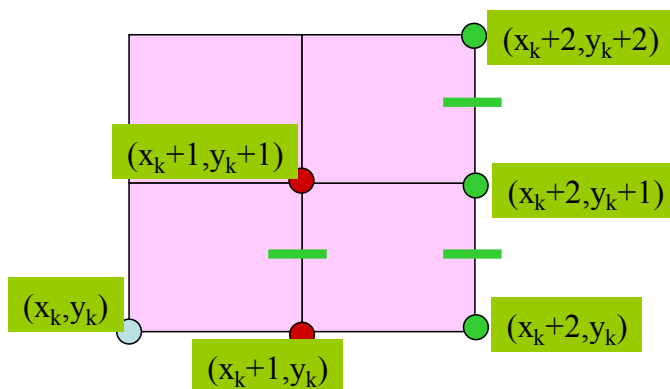 (xₖ+2,yₖ+2)
(xₖ+1,yₖ+1)
(xₖ+2,yₖ+1)
(xₖ,yₖ)
(xₖ+2,yₖ)
(xₖ+1,yₖ)